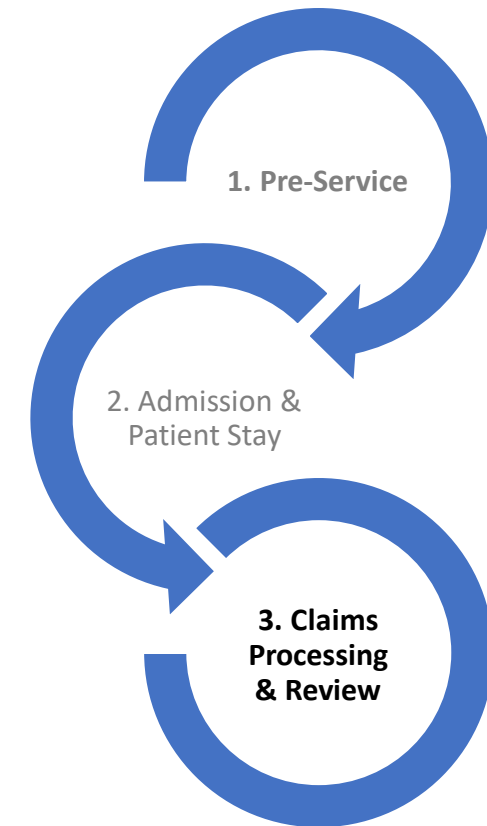 1. Pre-Service
2. Admission &
Patient Stay
3. Claims
Processing
& Review